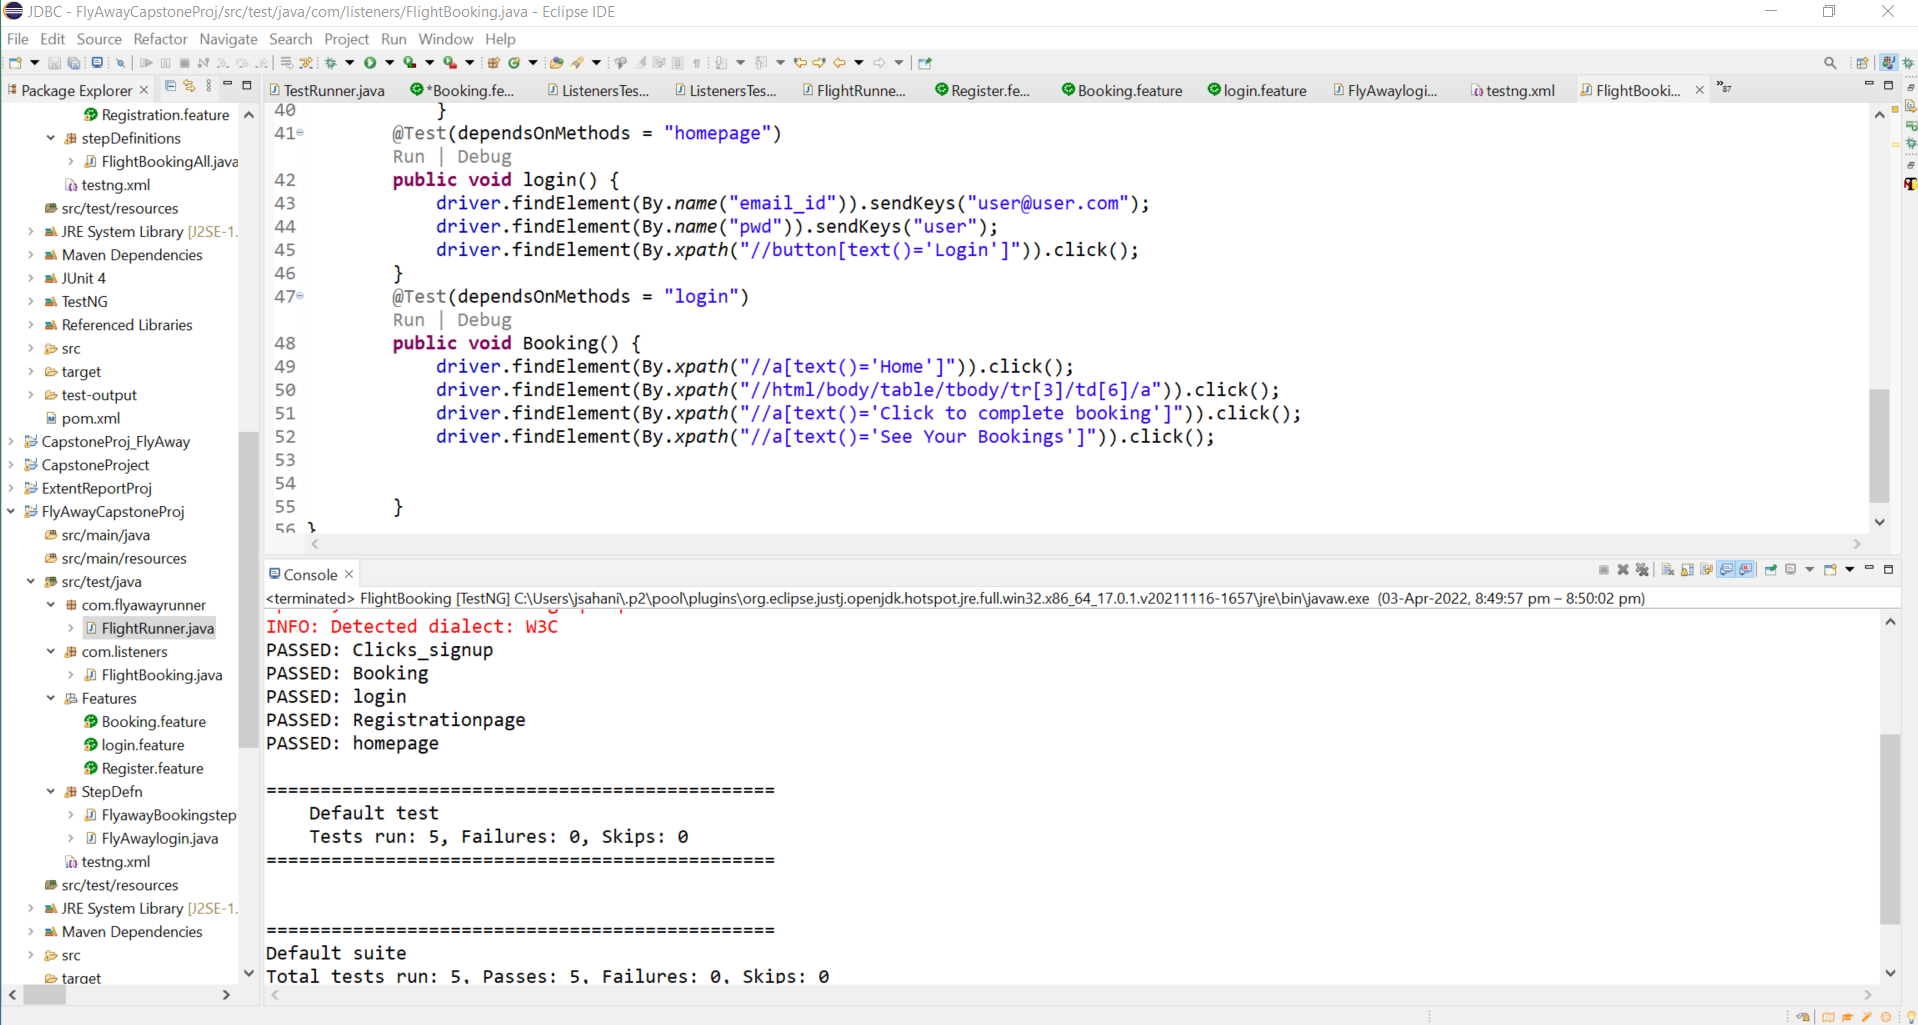 JDBC - FlyAwayCapstoneProj/src/test/java/com/listeners/FlightBooking.java - Eclipse IDE
File Edit Source Refactor Navigate Search Project Run Window Help
Package Explorer
Registration.feature
stepDefinitions
FlightBookingAll.java
testng.xml
src/test/resources
JRE System Library [J2SE-1.
Maven Dependencies
JUnit 4
TestNG
Referenced Libraries
src
target
test-output
pom.xml
CapstoneProj_FlyAway
CapstoneProject
ExtentReportProj
FlyAwayCapstoneProj
src/main/java
src/main/resources
src/test/java
com.flyawayrunner
FlightRunner.java
com.listeners
FlightBooking.java
Features
Booking.feature
login.feature
Register.feature
StepDefn
FlyawayBookingstep
FlyAwaylogin.java
testng.xml
src/test/resources
JRE System Library [J2SE-1.
Maven Dependencies
src
target
TestRunner.java *Booking.fe... ListenersTes... ListenersTes... FlightRunne... Register.fe... Booking.feature login.feature FlyAwaylogi... testng.xml FlightBooki... 87
40 }
41 @Test(dependsOnMethods = "homepage")
Run | Debug
42 public void login() {
43 driver.findElement(By.name("email_id")).sendKeys("user@user.com");
44 driver.findElement(By.name("pwd")).sendKeys("user");
45 driver.findElement(By.xpath("//button[text()='Login']")).click();
46 }
47 @Test(dependsOnMethods = "login")
Run | Debug
48 public void Booking() {
49 driver.findElement(By.xpath("//a[text()='Home']")).click();
50 driver.findElement(By.xpath("//html/body/table/tbody/tr[3]/td[6]/a")).click();
51 driver.findElement(By.xpath("//a[text()='Click to complete booking']")).click();
52 driver.findElement(By.xpath("//a[text()='See Your Bookings']")).click();
53
54
55 }
56 }
Console
<terminated> FlightBooking [TestNG] C:\Users\jsahani\.p2\pool\plugins\org.eclipse.justj.openjdk.hotspot.jre.full.win32.x86_64_17.0.1.v20211116-1657\jre\bin\javaw.exe (03-Apr-2022, 8:49:57 pm – 8:50:02 pm)
INFO: Detected dialect: W3C
PASSED: Clicks_signup
PASSED: Booking
PASSED: login
PASSED: Registrationpage
PASSED: homepage
===============================================
Default test
Tests run: 5, Failures: 0, Skips: 0
===============================================
===============================================
Default suite
Total tests run: 5, Passes: 5, Failures: 0, Skips: 0